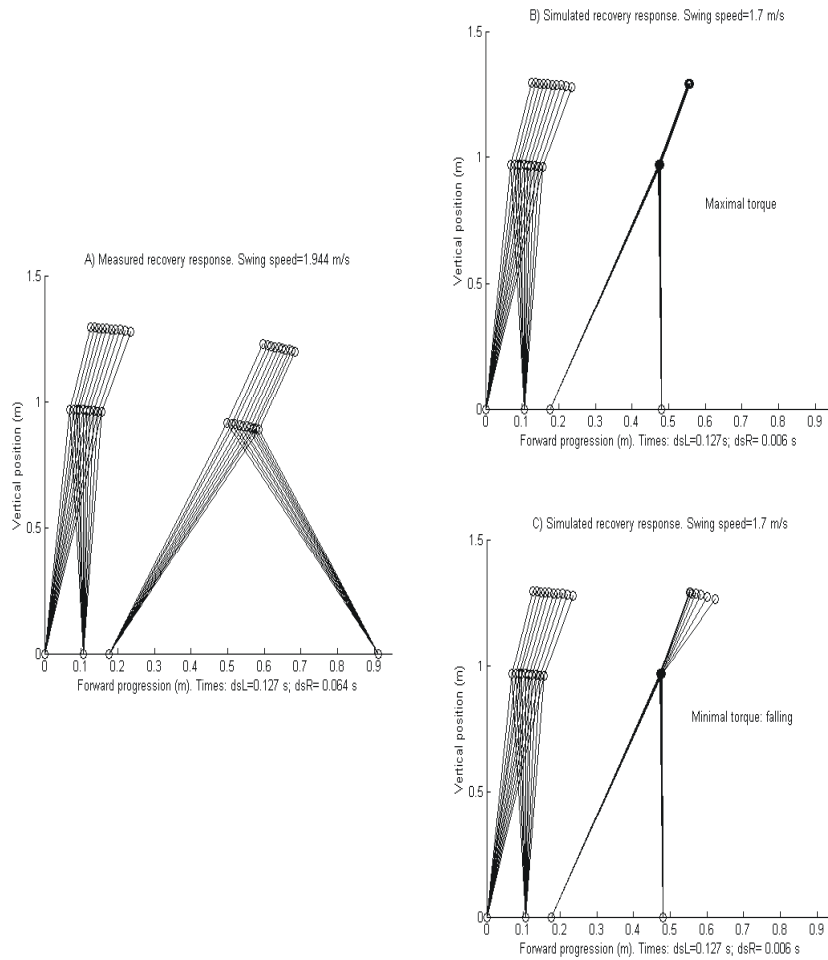 B) Simulated recovery response. Swing speed=1.7 m/s
1.5
1
0.5
0
Vertical position (m)
Maximal torque
0 0.1 0.2 0.3 0.4 0.5 0.6 0.7 0.8 0.9
Forward progression (m). Times: dsL=0.127s; dsR= 0.006 s
A) Measured recovery response. Swing speed=1.944 m/s
1.5
1
0.5
0
Vertical position (m)
0 0.1 0.2 0.3 0.4 0.5 0.6 0.7 0.8 0.9
Forward progression (m). Times: dsL=0.127 s; dsR= 0.064 s
C) Simulated recovery response. Swing speed=1.7 m/s
1.5
1
0.5
0
Vertical position (m)
Minimal torque: falling
0 0.1 0.2 0.3 0.4 0.5 0.6 0.7 0.8 0.9
Forward progression (m). Times: dsL=0.127 s; dsR= 0.006 s